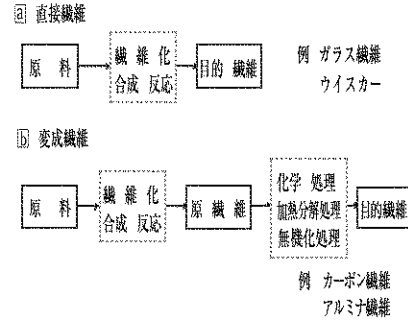 a 直接繊維
原 料
繊 維 化
合成 反応
目的 繊維
例 ガラス繊維
ウイスカー
b 変成繊維
原 料
繊 維 化
合成 反応
原 繊維
化学 処理
加熱分解処理
無機化処理
目的繊維
例 カーボン繊維
アルミナ繊維